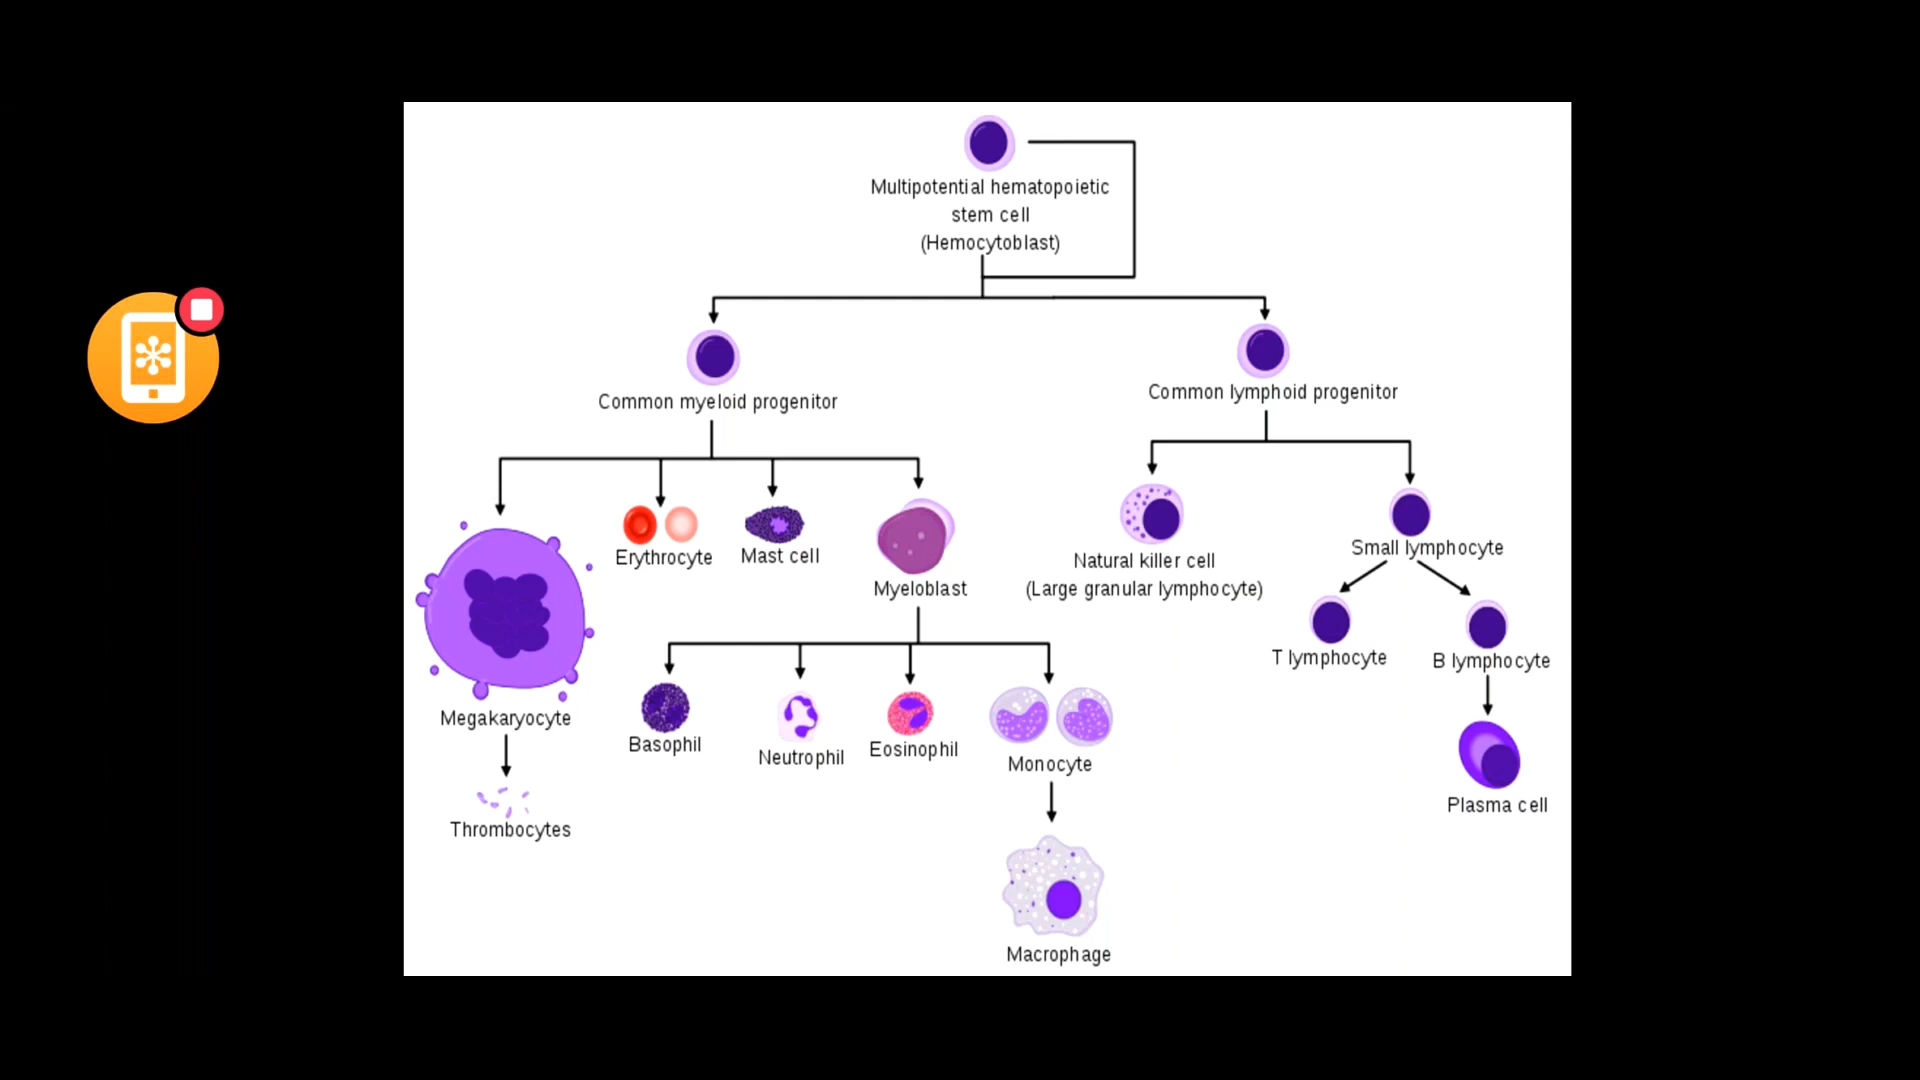 Multipotential hematopoietic
stem cell
(Hemocytoblast)
Common myeloid progenitor
Common lymphoid progenitor
Erythrocyte
Mast cell
Myeloblast
Natural killer cell
(Large granular lymphocyte)
Small lymphocyte
T lymphocyte
B lymphocyte
Megakaryocyte
Basophil
Neutrophil
Eosinophil
Monocyte
Plasma cell
Thrombocytes
Macrophage